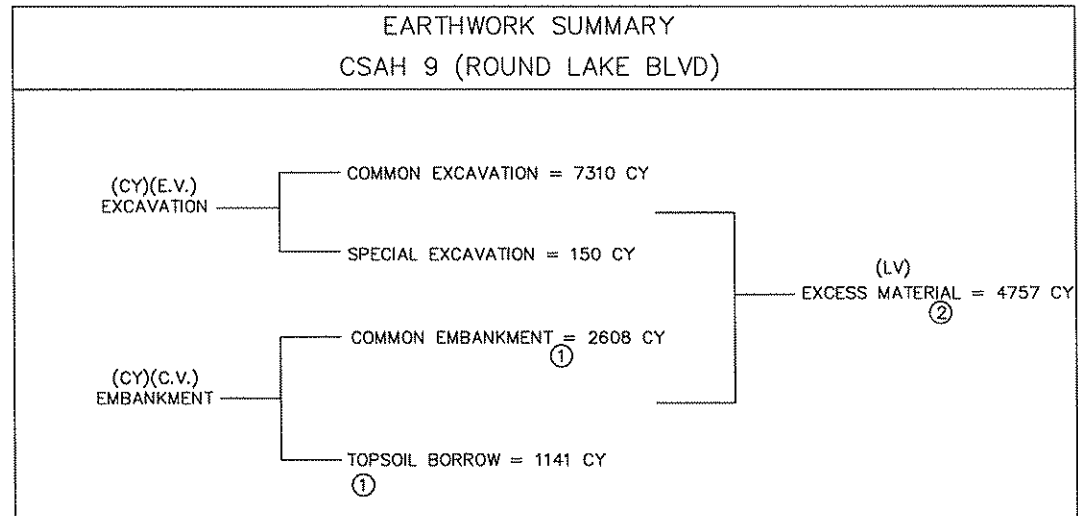 EARTHWORK SUMMARY
CSAH 9 (ROUND LAKE BLVD)
(CY)(E.V.)
EXCAVATION
COMMON EXCAVATION = 7310 CY
SPECIAL EXCAVATION = 150 CY
(CY)(C.V.)
EMBANKMENT
COMMON EMBANKMENT = 2608 CY
①
TOPSOIL BORROW = 1141 CY
①
(LV)
EXCESS MATERIAL = 4757 CY
②